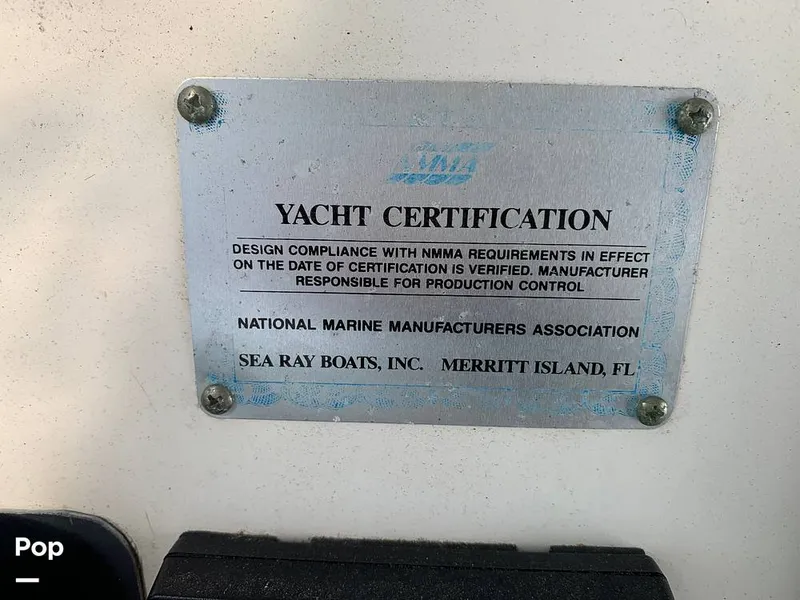 NMMA
YACHT CERTIFICATION
DESIGN COMPLIANCE WITH NMMA REQUIREMENTS IN EFFECT
ON THE DATE OF CERTIFICATION IS VERIFIED. MANUFACTURER
RESPONSIBLE FOR PRODUCTION CONTROL
NATIONAL MARINE MANUFACTURERS ASSOCIATION
SEA RAY BOATS, INC. MERRITT ISLAND, FL
Pop